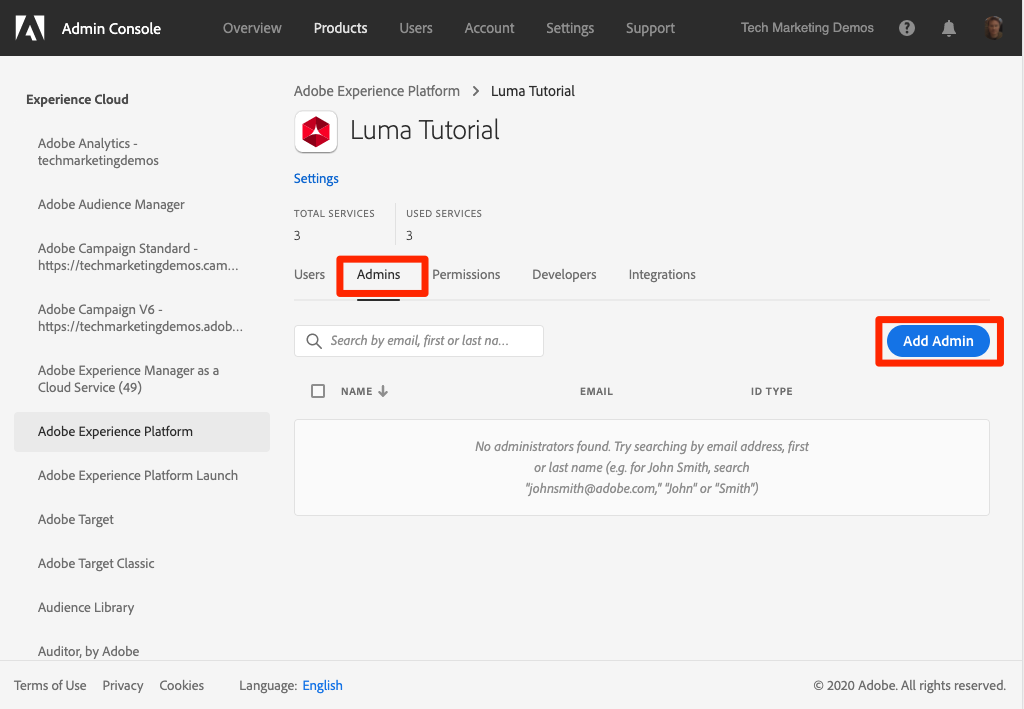 Admin Console
Overview
Products
Users
Account
Settings
Support
Tech Marketing Demos
?
Experience Cloud
Adobe Analytics -
techmarketingdemos
Adobe Audience Manager
Adobe Campaign Standard -
https://techmarketingdemos.cam...
Adobe Campaign V6 -
https://techmarketingdemos.adob...
Adobe Experience Manager as a
Cloud Service (49)
Adobe Experience Platform
Adobe Experience Platform Launch
Adobe Target
Adobe Target Classic
Audience Library
Auditor, by Adobe
Adobe Experience Platform > Luma Tutorial
Luma Tutorial
Settings
TOTAL SERVICES
3
USED SERVICES
3
Users
Admins
Permissions
Developers
Integrations
Search by email, first or last na...
Add Admin
NAME
EMAIL
ID TYPE
No administrators found. Try searching by email address, first
or last name (e.g. for John Smith, search
"johnsmith@adobe.com," "John" or "Smith")
Terms of Use
Privacy
Cookies
Language: English
© 2020 Adobe. All rights reserved.